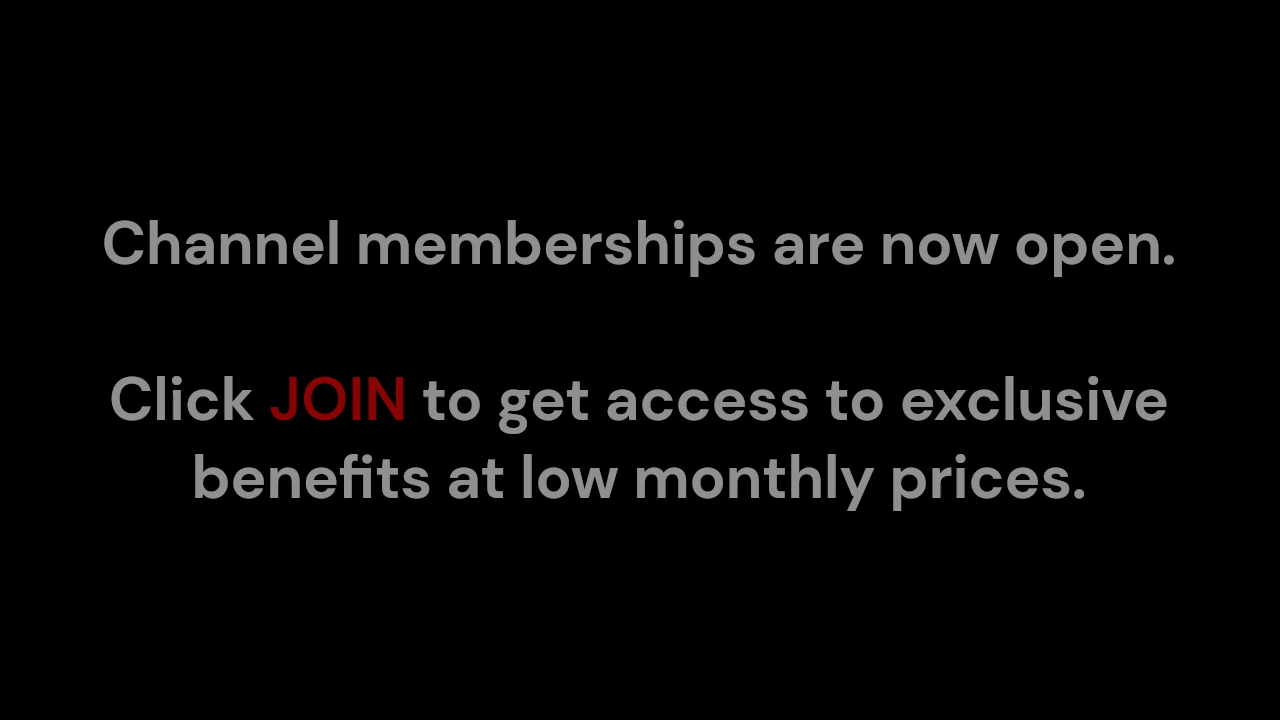 Channel memberships are now open.
Click JOIN to get access to exclusive
benefits at low monthly prices.